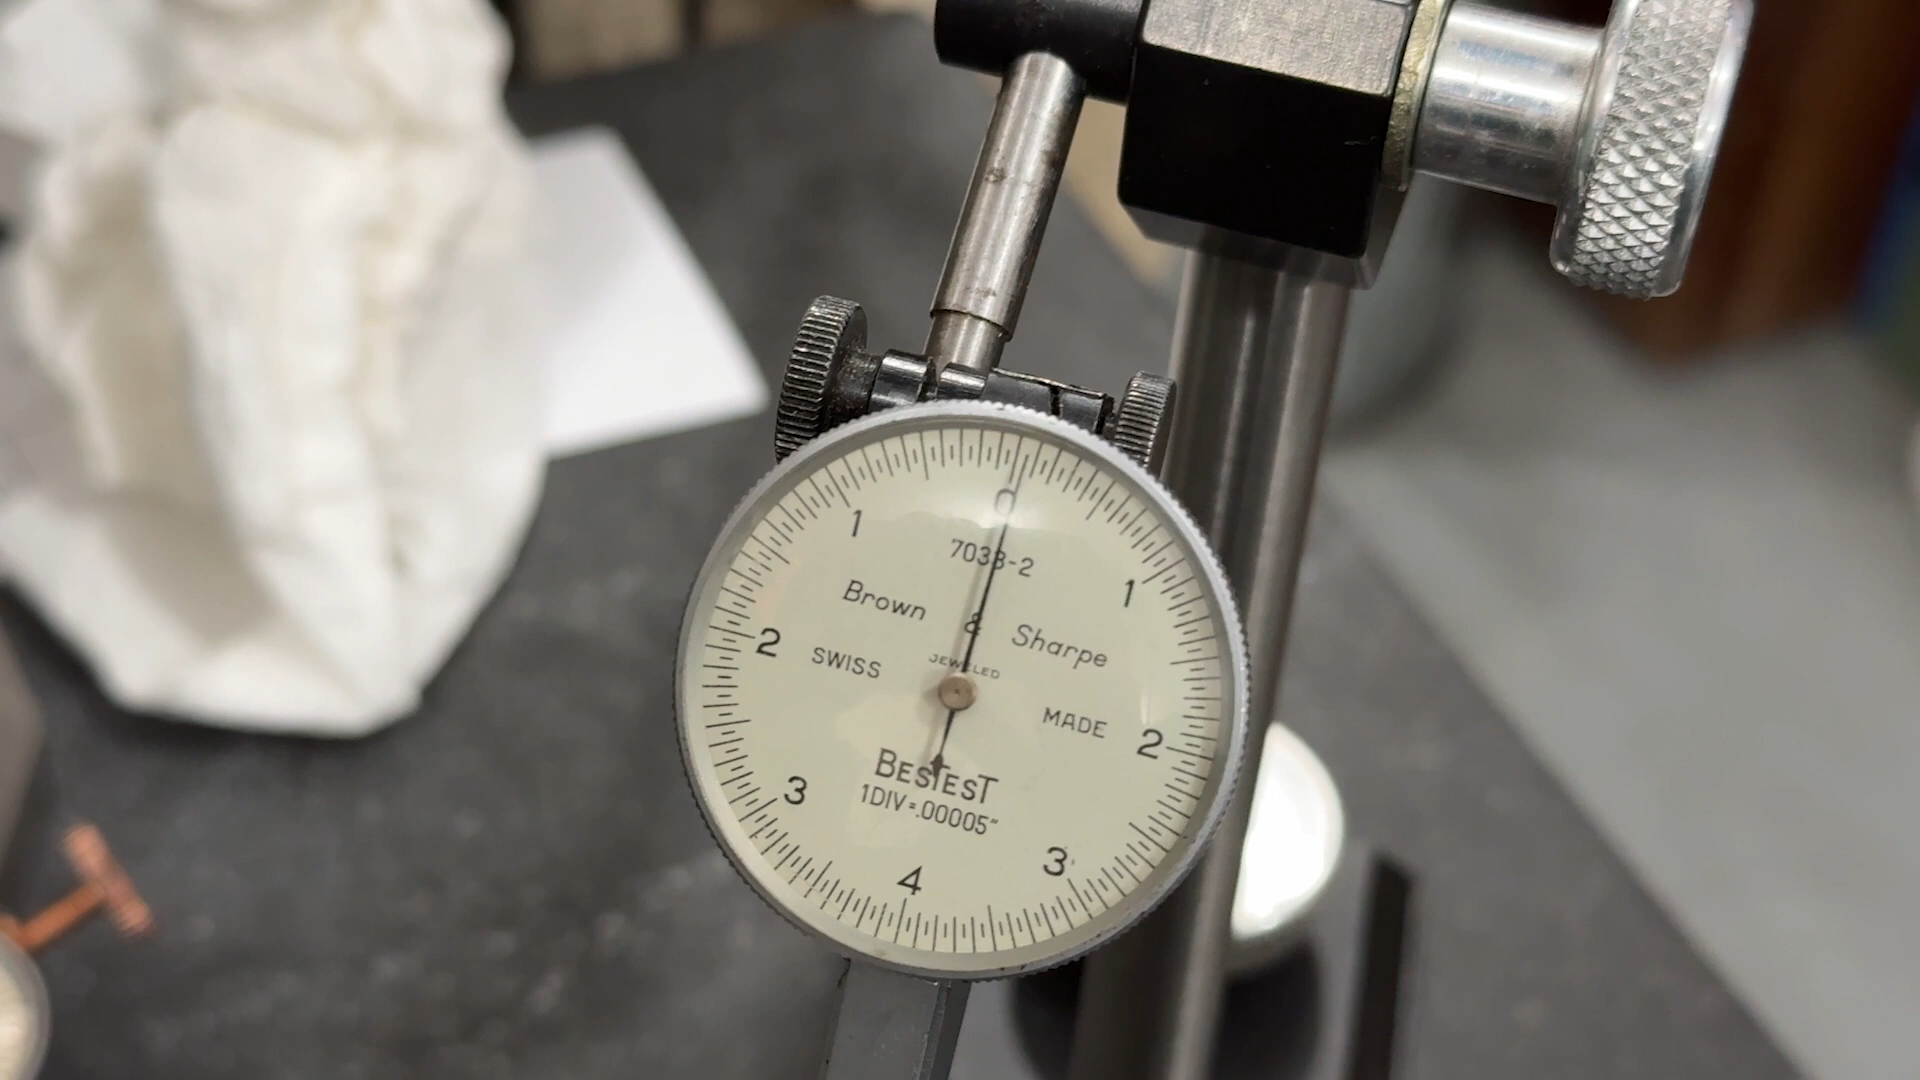 0
1
7033-2
1
Brown & Sharpe
2
JEWELED
SWISS
MADE
2
BESTEST
3
1DIV=.00005"
3
4